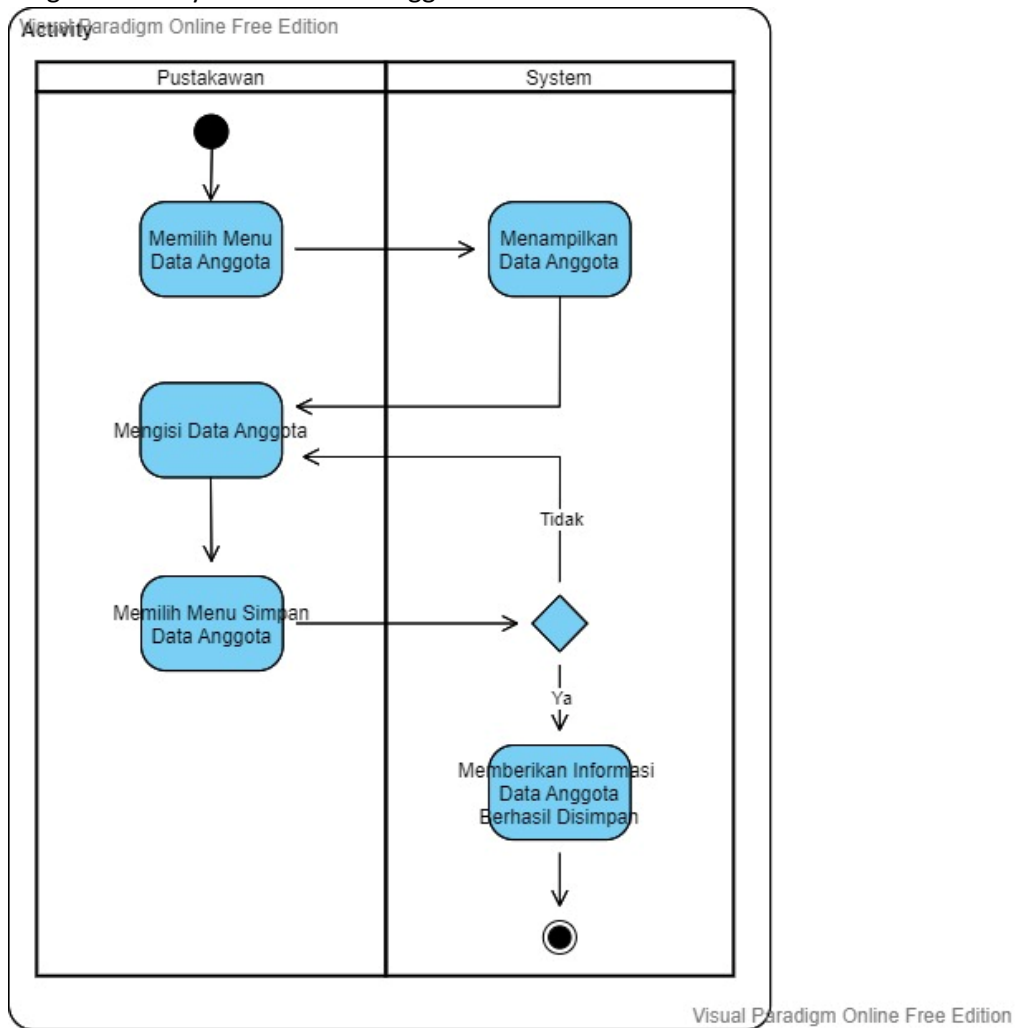 Visual Paradigm Online Free Edition
Activity
Pustakawan
System
Memilih Menu
Data Anggota
Menampilkan
Data Anggota
Mengisi Data Anggota
Tidak
Memilih Menu Simpan
Data Anggota
Ya
Memberikan Informasi
Data Anggota
Berhasil Disimpan
Visual Paradigm Online Free Edition